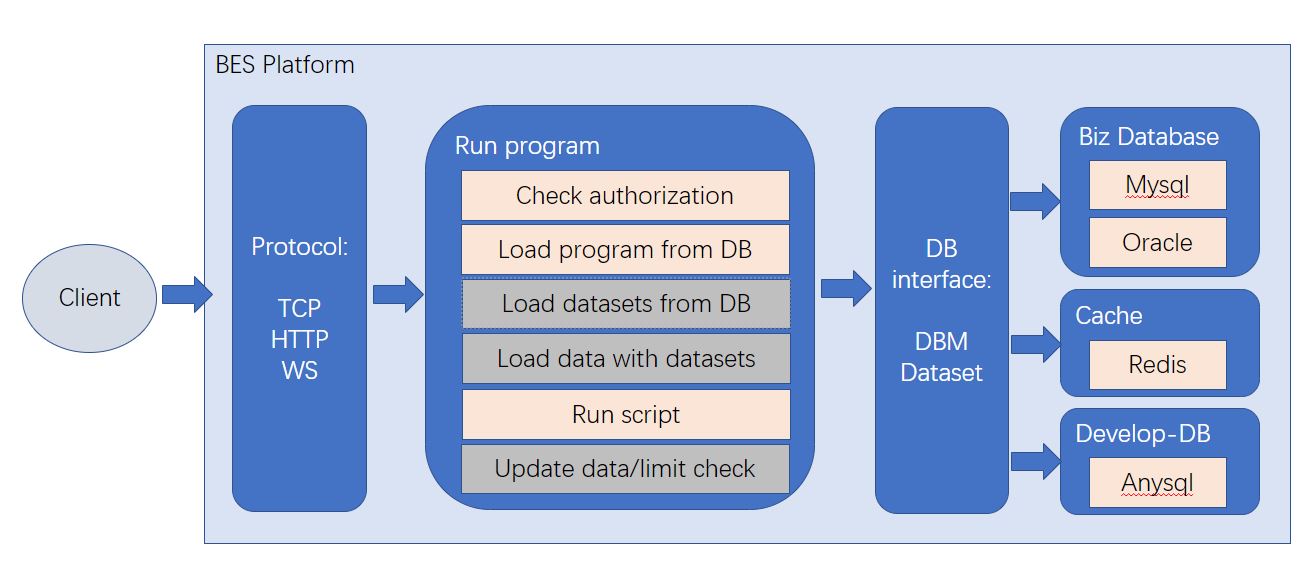 BES Platform
Client
Protocol:
TCP
HTTP
WS
Run program
Check authorization
Load program from DB
Load datasets from DB
Load data with datasets
Run script
Update data/limit check
DB
interface:
DBM
Dataset
Biz Database
Mysql
Oracle
Cache
Redis
Develop-DB
Anysql